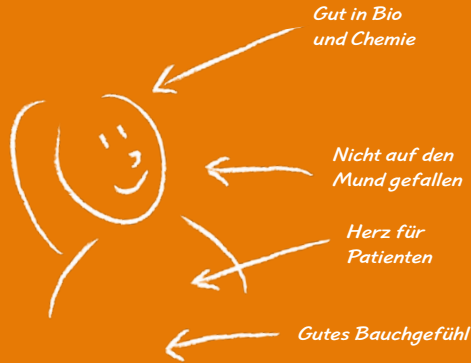 Gut in Bio
und Chemie
Nicht auf den
Mund gefallen
Herz für
Patienten
Gutes Bauchgefühl